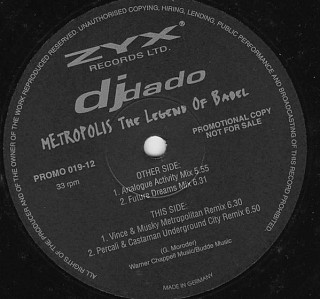 ALL RIGHTS OF THE PRODUCER AND OF THE OWNER OF THE WORK REPRODUCED RESERVED. UNAUTHORISED COPYING, HIRING, LENDING, PUBLIC PERFORMANCE AND BROADCASTING OF THIS RECORD PROHIBITED
ZYX
RECORDS LTD.
dj dado
METROPOLIS The Legend Of Babel
PROMO 019-12
33 rpm
PROMOTIONAL COPY
NOT FOR SALE
OTHER SIDE:
1. Analogue Activity Mix 5.55
2. Future Dreams Mix 6.31
THIS SIDE:
1. Vince & Musky Metropolitan Remix 6.30
2. Percali & Castaman Underground City Remix 6.50
(G. Moroder)
Warner Chappell Music/Budde Music
MADE IN GERMANY